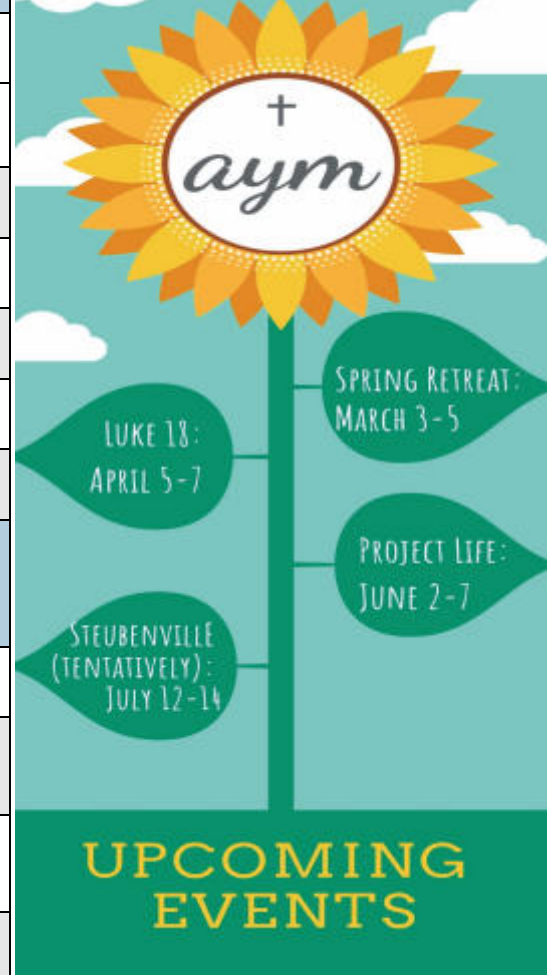 aym
Spring Retreat:
March 3-5
Luke 18:
April 5-7
Project Life:
June 2-7
Steubenville
(tentatively):
July 12-14
UPCOMING
EVENTS